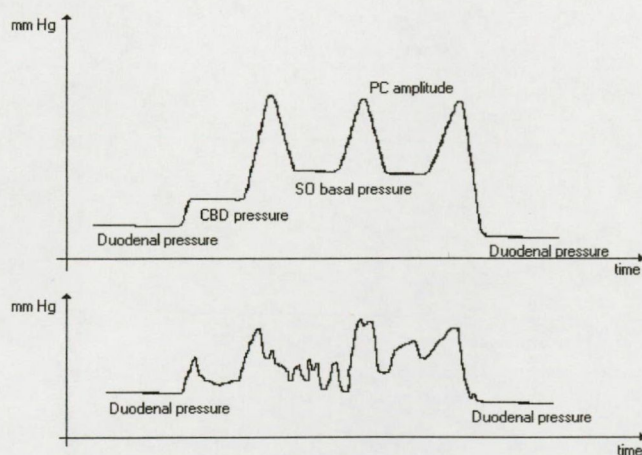 mm Hg
PC amplitude
SO basal pressure
CBD pressure
Duodenal pressure
Duodenal pressure
time
mm Hg
Duodenal pressure
Duodenal pressure
time